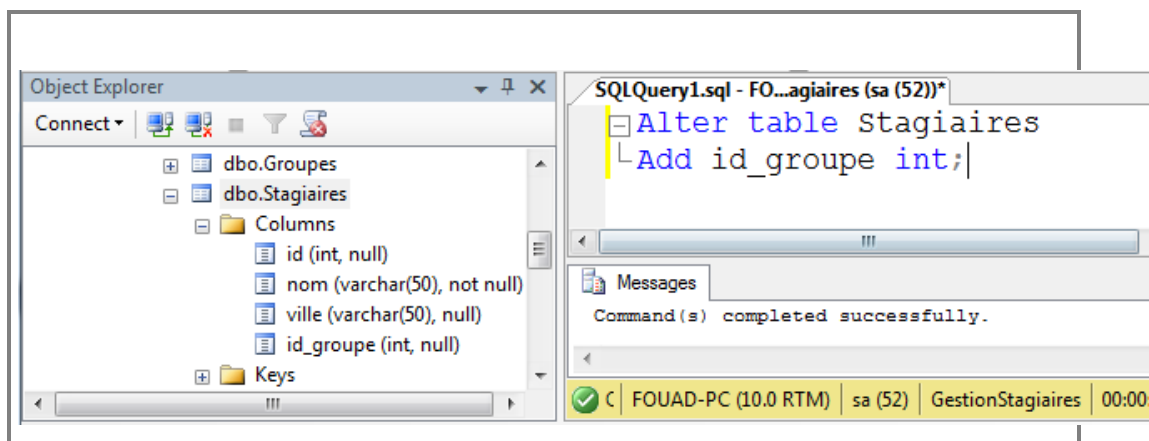 Object Explorer
Connect
dbo.Groupes
dbo.Stagiaires
Columns
id (int, null)
nom (varchar(50), not null)
ville (varchar(50), null)
id_groupe (int, null)
Keys
SQLQuery1.sql - FO...agiaires (sa (52))*
Alter table Stagiaires
Add id_groupe int;
Messages
Command(s) completed successfully.
C FOUAD-PC (10.0 RTM) sa (52) GestionStagiaires 00:00: